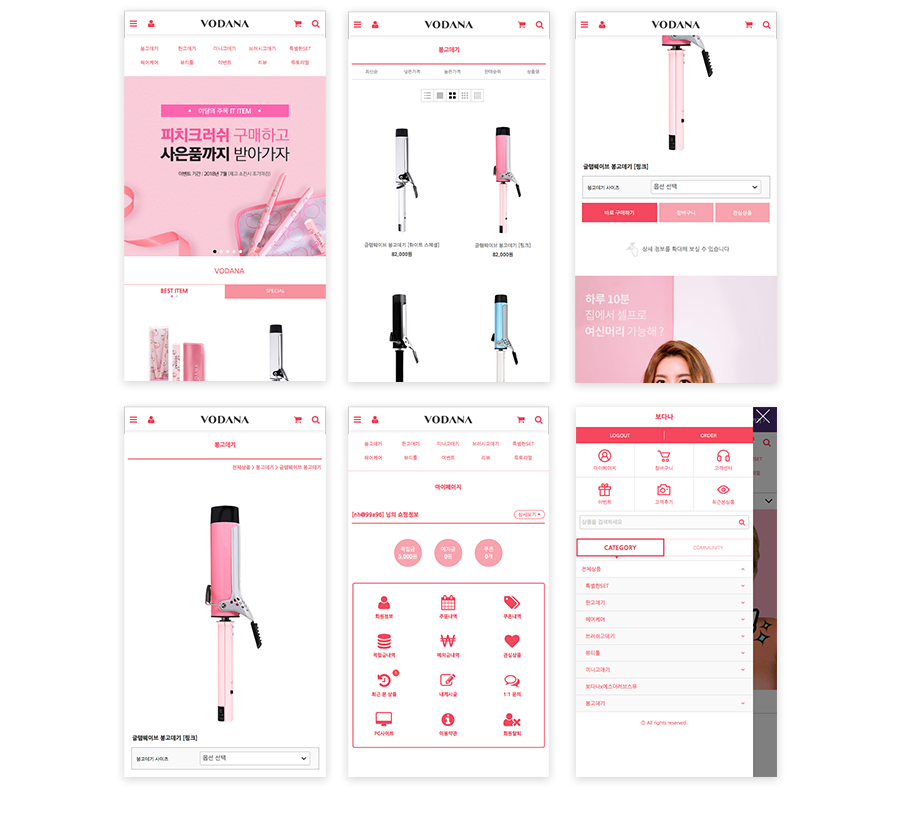 VODANA
봉고데기 판고데기 미니고데기 브러시고데기 특별한SET
헤어케어 뷰티툴 이벤트 리뷰 튜토리얼
이달의 주목 IT ITEM
피치크러쉬 구매하고
사은품까지 받아가자
이벤트 기간 : 2018년 7월 (재고 소진시 조기마감)
VODANA
BEST ITEM SPECIAL
VODANA
봉고데기
최신순 낮은가격 높은가격 판매순위 상품명
글램웨이브 봉고데기 [화이트 스페셜] 글램웨이브 봉고데기 [핑크]
82,000원 82,000원
VODANA
글램웨이브 봉고데기 [핑크]
봉고데기 사이즈 옵션 선택
바로 구매하기 장바구니 관심상품
상세 정보를 확대해 보실 수 있습니다
하루 10분
집에서 셀프로
여신머리 가능해 ?
VODANA
봉고데기
전체상품 > 봉고데기 > 글램웨이브 봉고데기
글램웨이브 봉고데기 [핑크]
봉고데기 사이즈 옵션 선택
VODANA
봉고데기 판고데기 미니고데기 브러시고데기 특별한SET
헤어케어 뷰티툴 이벤트 리뷰 튜토리얼
마이페이지
[nh@99a96] 님의 쇼핑정보 상세보기
적립금 예치금 쿠폰
5,000원 0원 0개
회원정보 주문내역 쿠폰내역
적립금내역 예치금내역 관심상품
최근 본 상품 내게시글 1:1 문의
PC사이트 이용약관 회원탈퇴
보다나
LOGOUT ORDER
마이페이지 장바구니 고객센터
이벤트 고객후기 최근본상품
상품을 검색하세요
CATEGORY COMMUNITY
전체상품
특별한SET
판고데기
헤어케어
브러쉬고데기
뷰티툴
미니고데기
보다나x에스더러브스유
봉고데기
ⓒ All rights reserved.